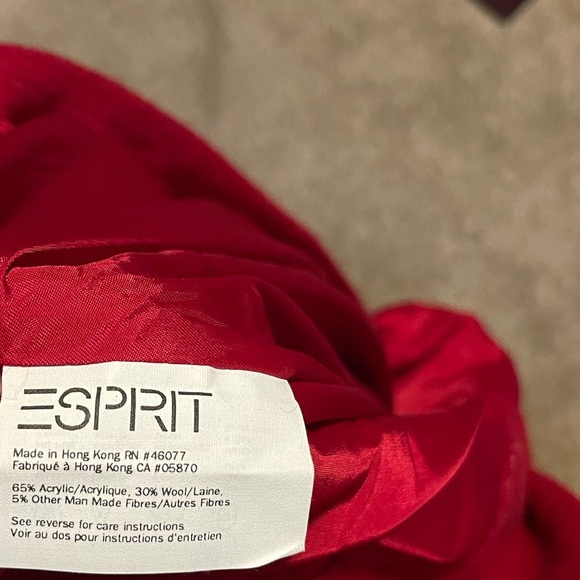 ESPRIT
Made in Hong Kong RN #46077
Fabriqué à Hong Kong CA #05870
65% Acrylic/Acrylique, 30% Wool/Laine,
5% Other Man Made Fibres/Autres Fibres
See reverse for care instructions
Voir au dos pour instructions d'entretien